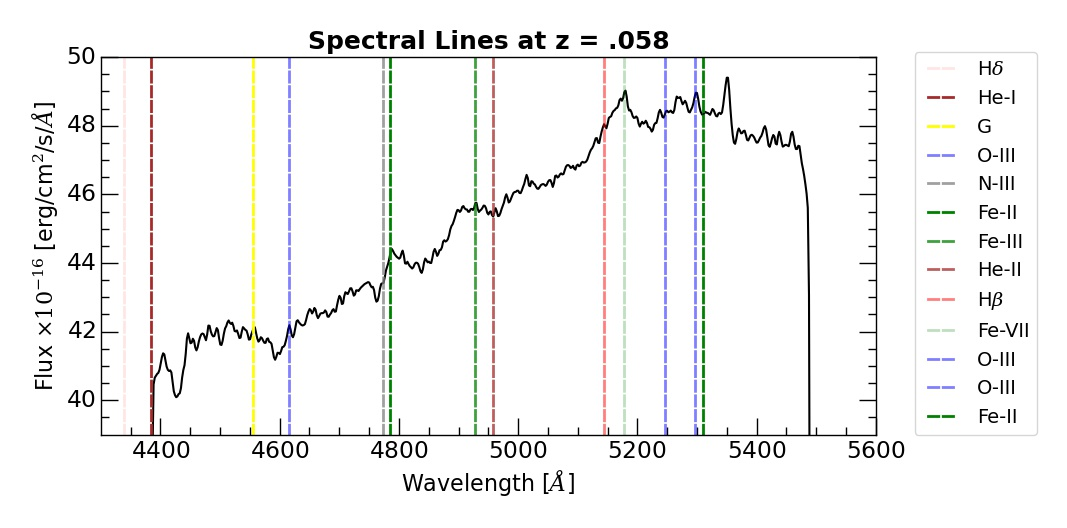 Spectral Lines at z = .058
Flux ×10⁻¹⁶ [erg/cm²/s/Å]
50
48
46
44
42
40
4400 4600 4800 5000 5200 5400 5600
Wavelength [Å]
Hδ
He-I
G
O-III
N-III
Fe-II
Fe-III
He-II
Hβ
Fe-VII
O-III
O-III
Fe-II